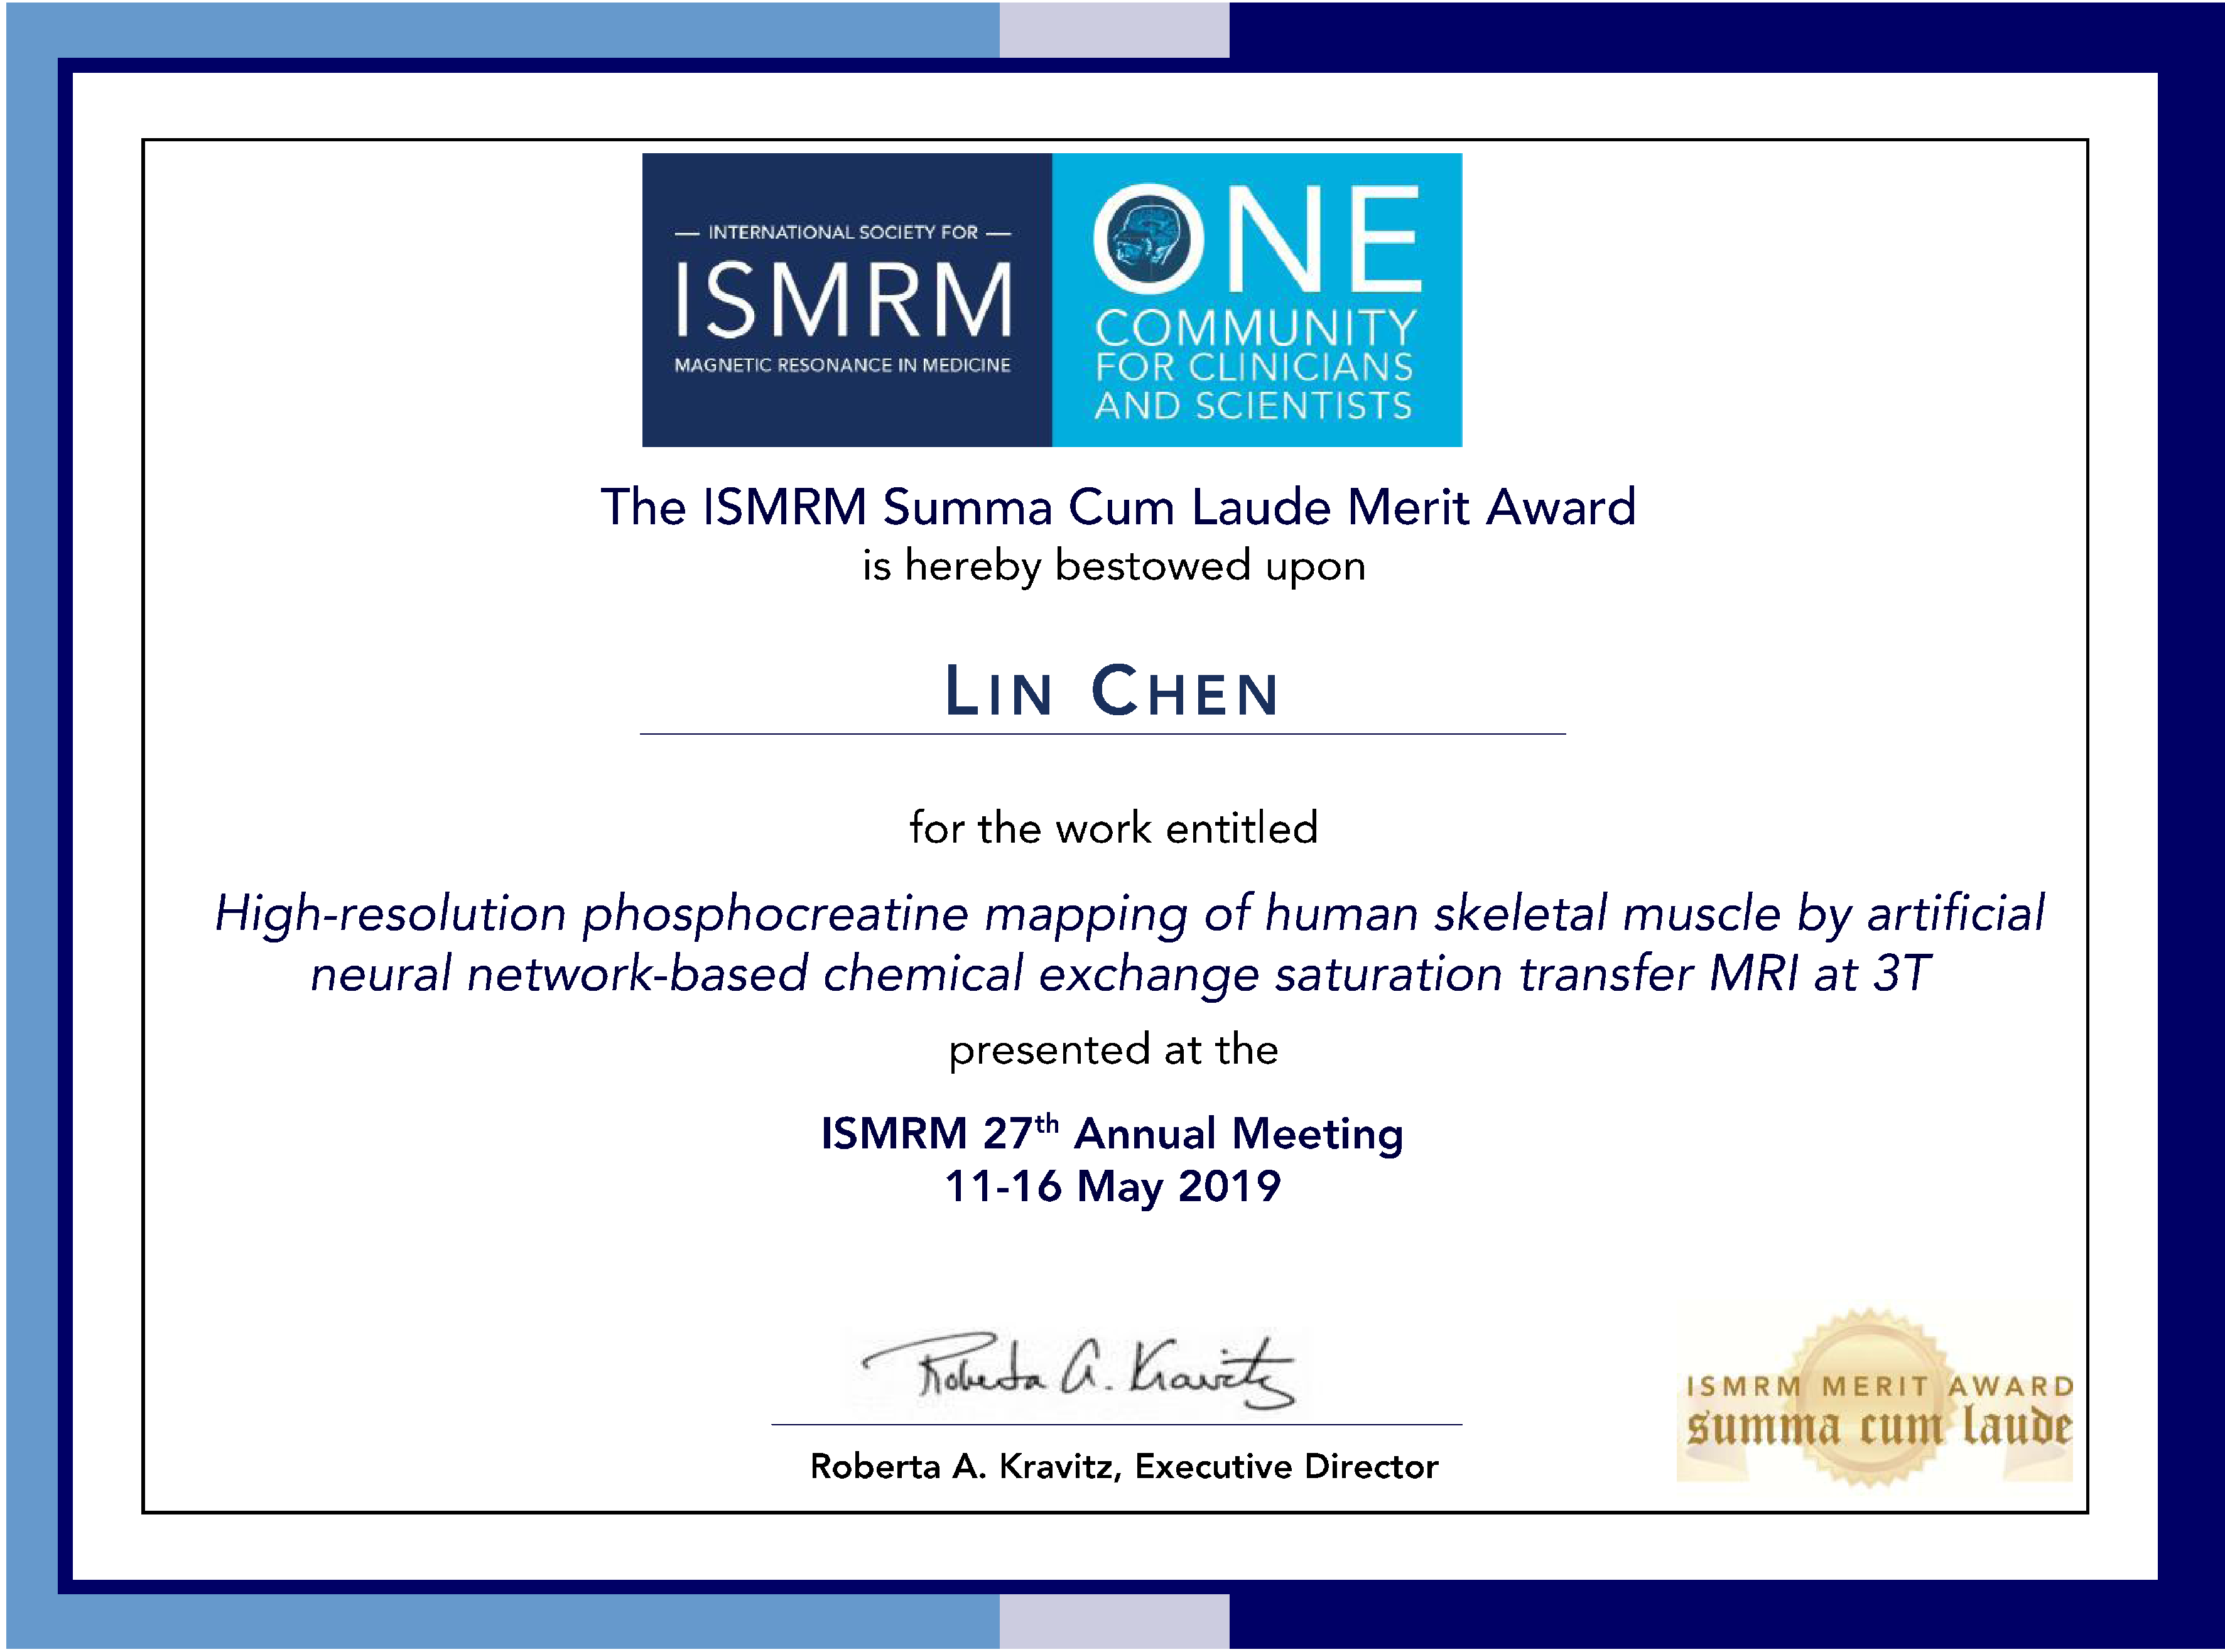 — INTERNATIONAL SOCIETY FOR —
ISMRM
MAGNETIC RESONANCE IN MEDICINE
ONE
COMMUNITY
FOR CLINICIANS
AND SCIENTISTS
The ISMRM Summa Cum Laude Merit Award
is hereby bestowed upon
LIN CHEN
for the work entitled
High-resolution phosphocreatine mapping of human skeletal muscle by artificial
neural network-based chemical exchange saturation transfer MRI at 3T
presented at the
ISMRM 27th Annual Meeting
11-16 May 2019
Roberta A. Kravitz
Roberta A. Kravitz, Executive Director
ISMRM MERIT AWARD
summa cum laude